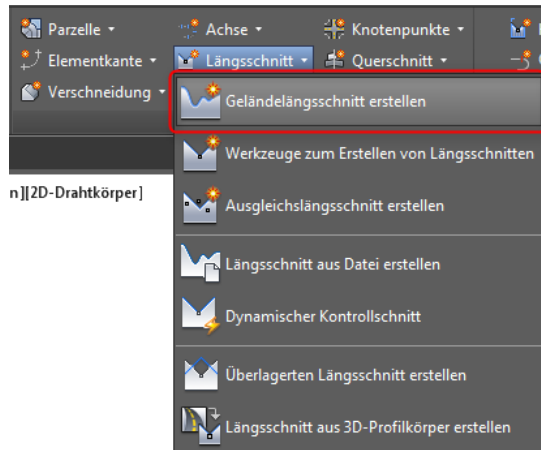 Parzelle Achse Knotenpunkte
Elementkante Längsschnitt Querschnitt
Verschneidung
Geländelängsschnitt erstellen
Werkzeuge zum Erstellen von Längsschnitten
n][2D-Drahtkörper]
Ausgleichslängsschnitt erstellen
Längsschnitt aus Datei erstellen
Dynamischer Kontrollschnitt
Überlagerten Längsschnitt erstellen
Längsschnitt aus 3D-Profilkörper erstellen